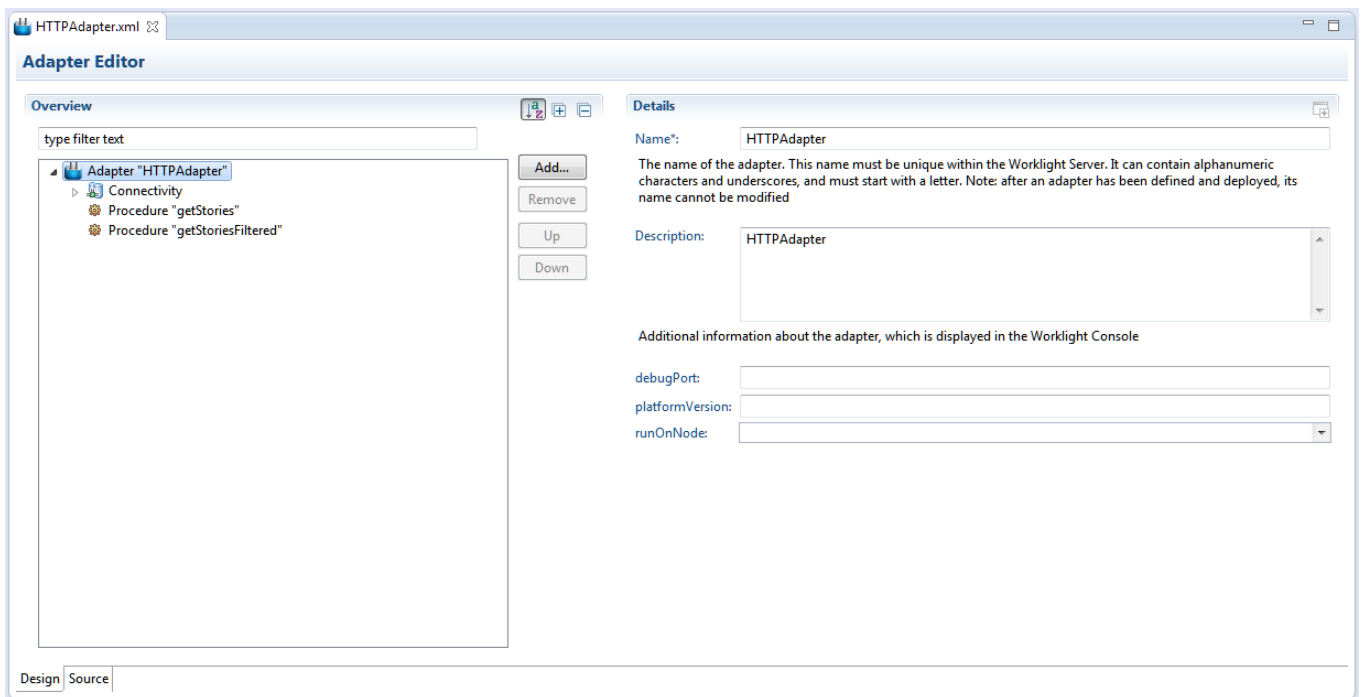 HTTPAdapter.xml
Adapter Editor
Overview
type filter text
Adapter "HTTPAdapter"
Connectivity
Procedure "getStories"
Procedure "getStoriesFiltered"
Add...
Remove
Up
Down
Details
Name*: HTTPAdapter
The name of the adapter. This name must be unique within the Worklight Server. It can contain alphanumeric
characters and underscores, and must start with a letter. Note: after an adapter has been defined and deployed, its
name cannot be modified
Description: HTTPAdapter
Additional information about the adapter, which is displayed in the Worklight Console
debugPort:
platformVersion:
runOnNode:
Design Source